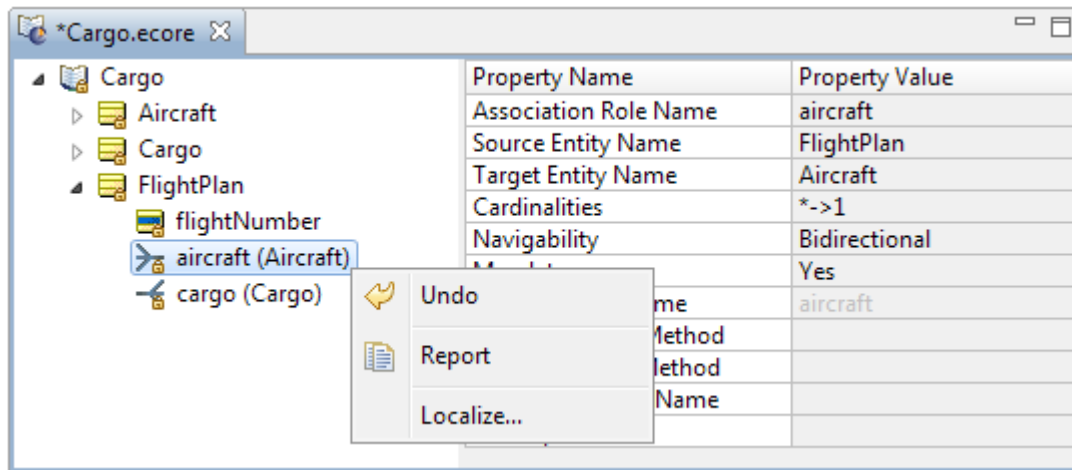 *Cargo.ecore
Cargo
Aircraft
Cargo
FlightPlan
flightNumber
aircraft (Aircraft)
cargo (Cargo)
Property Name Property Value
Association Role Name aircraft
Source Entity Name FlightPlan
Target Entity Name Aircraft
Cardinalities *->1
Navigability Bidirectional
Yes
me aircraft
Method
lethod
Name
Undo
Report
Localize...